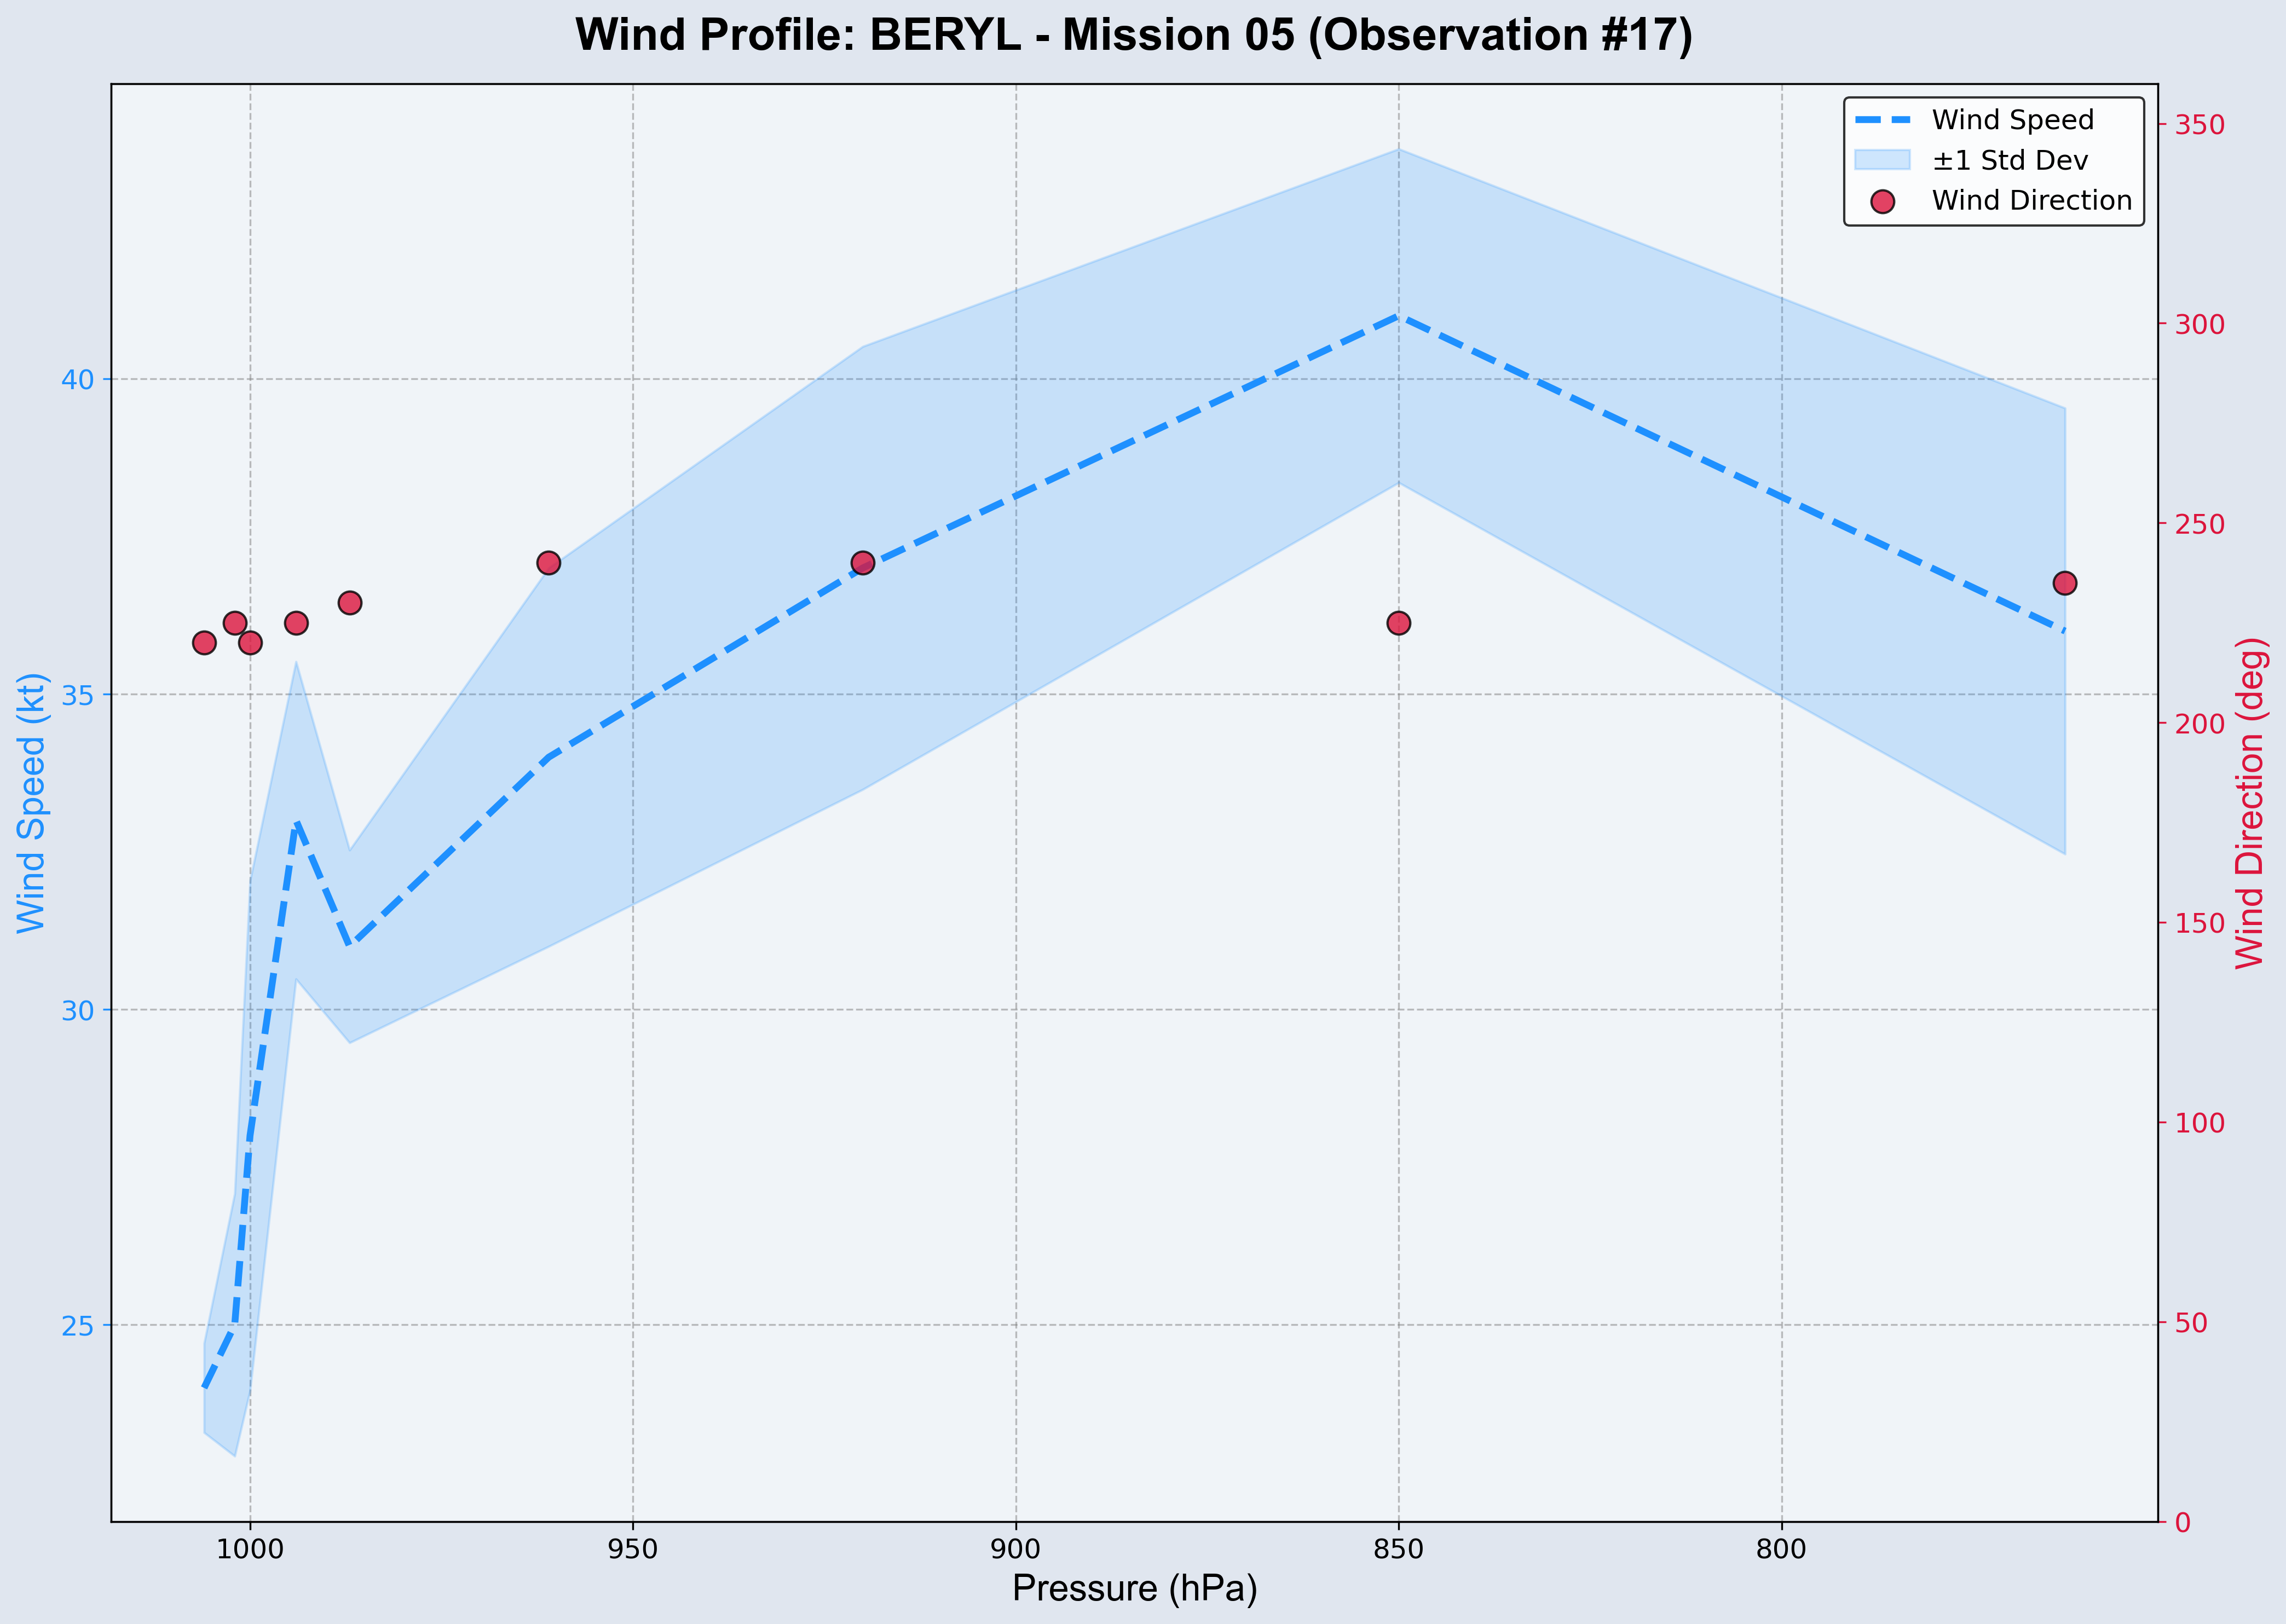 Wind Profile: BERYL - Mission 05 (Observation #17)
Wind Speed
±1 Std Dev
Wind Direction
Wind Speed (kt)
40
35
30
25
350
300
250
200
150
100
50
0
Wind Direction (deg)
1000
950
900
850
800
Pressure (hPa)